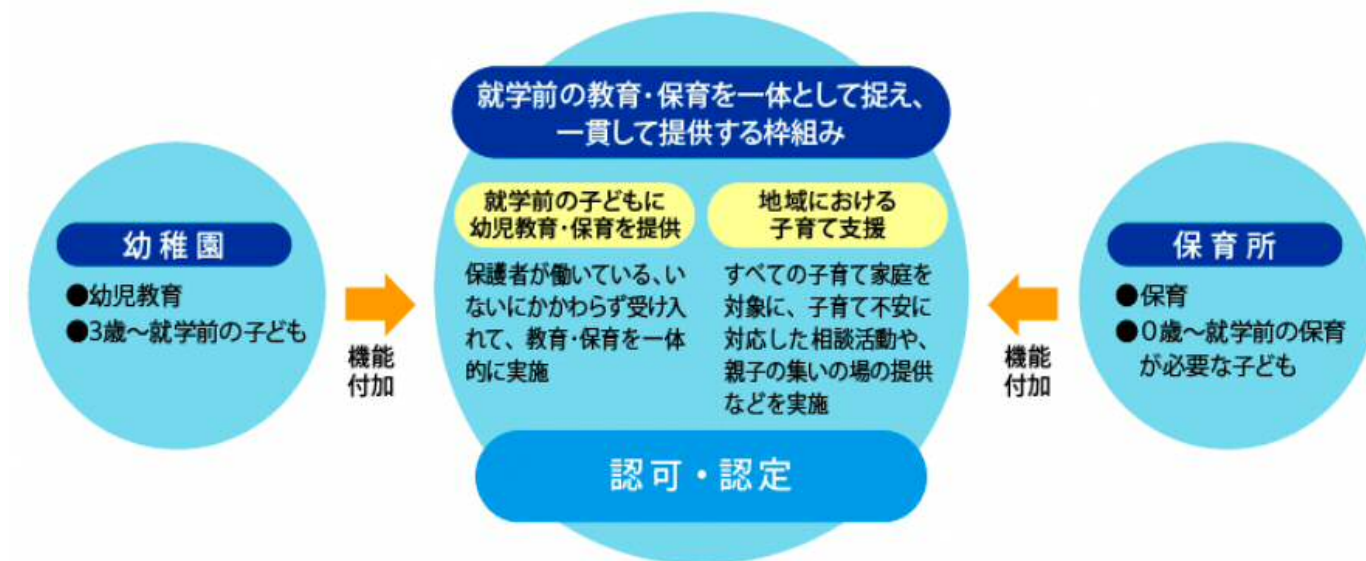 就学前の教育・保育を一体として捉え、
一貫して提供する枠組み
幼稚園
●幼児教育
●3歳～就学前の子ども
機能
付加
就学前の子どもに
幼児教育・保育を提供
保護者が働いている、い
ないにかかわらず受け入
れて、教育・保育を一体
的に実施
地域における
子育て支援
すべての子育て家庭を
対象に、子育て不安に
対応した相談活動や、
親子の集いの場の提供
などを実施
認可・認定
機能
付加
保育所
●保育
●0歳～就学前の保育
が必要な子ども